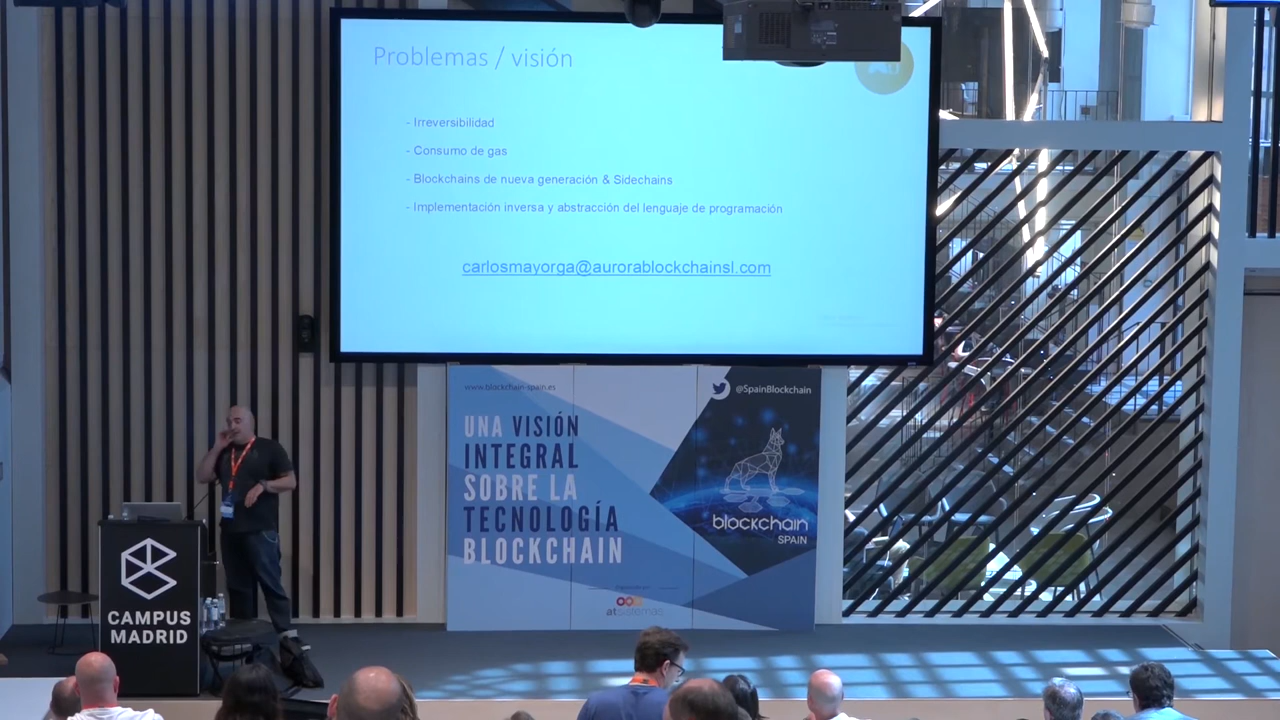 Problemas / visión
- Irreversibilidad
- Consumo de gas
- Blockchains de nueva generación & Sidechains
- Implementación inversa y abstracción del lenguaje de programación
carlosmayorga@aurorablockchainsl.com
www.blockchain-spain.es
@SpainBlockchain
UNA VISIÓN
INTEGRAL
SOBRE LA
TECNOLOGÍA
BLOCKCHAIN
blockchain
SPAIN
atSistemas
CAMPUS
MADRID